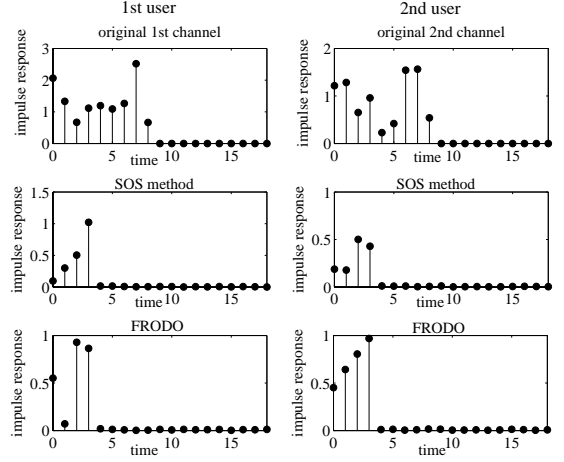 1st user
2nd user
original 1st channel
original 2nd channel
impulse response
3
2
1
0
0 5 10 15
time
impulse response
2
1
0
0 5 10 15
time
SOS method
SOS method
impulse response
1.5
1
0.5
0
0 5 10 15
time
impulse response
1
0.5
0
0 5 10 15
time
FRODO
FRODO
impulse response
1
0.5
0
0 5 10 15
time
impulse response
1
0.5
0
0 5 10 15
time